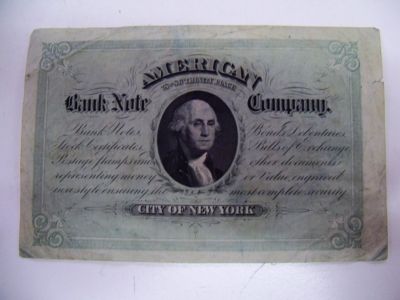 AMERICAN
Bank Note Company,
Bank Notes, Bonds, Debentures,
Stock Certificates, Bills of Exchange
Postage stamps and other documents
representing money or Value, engraved
in a style ensuring the most complete security
CITY OF NEW YORK